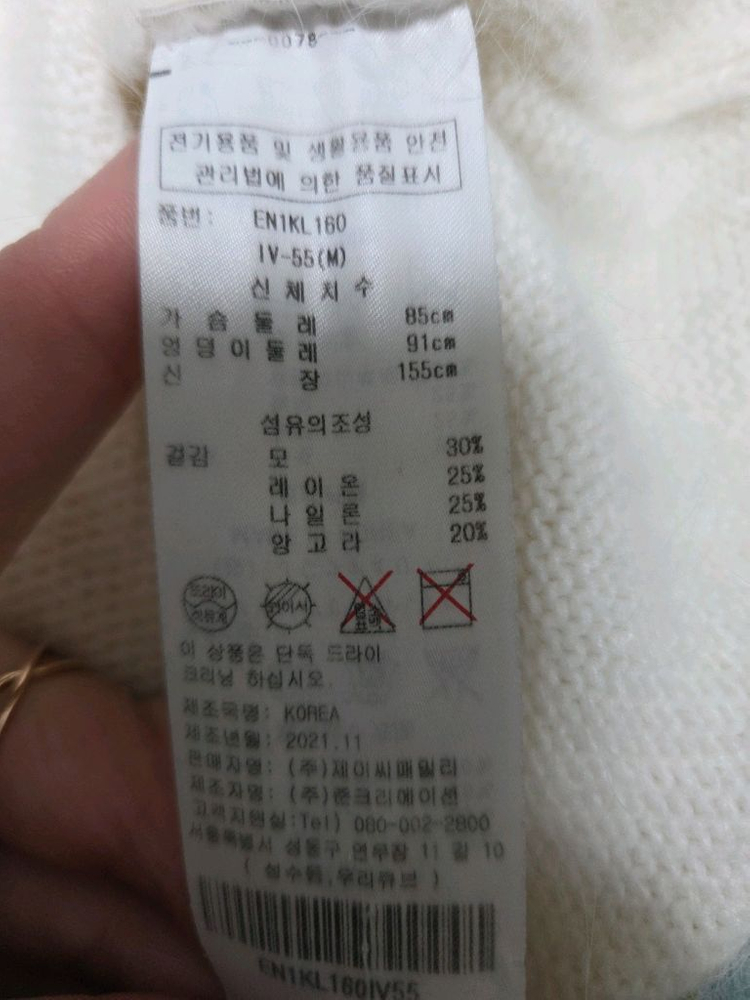 0078
전기용품 및 생활용품 안전
관리법에 의한 품질표시
품번: EN1KL160
IV-55(M)
신 체 치 수
가 슴 둘 레 85cm
엉 덩 이 둘 레 91cm
신 장 155cm
섬유의조성
겉감 모 30%
레 이 온 25%
나 일 론 25%
앙 고 라 20%
드라이
이 상품은 단독 드라이
크리닝 하십시오.
제조국명: KOREA
제조년월: 2021.11
판매자명: (주)제이씨패밀리
제조자명: (주)준크리에이션
고객지원실:Tel) 080-002-2800
서울특별시 성동구 연무장 11 길 10
( 성수동,우리큐브 )
EN1KL160IV55